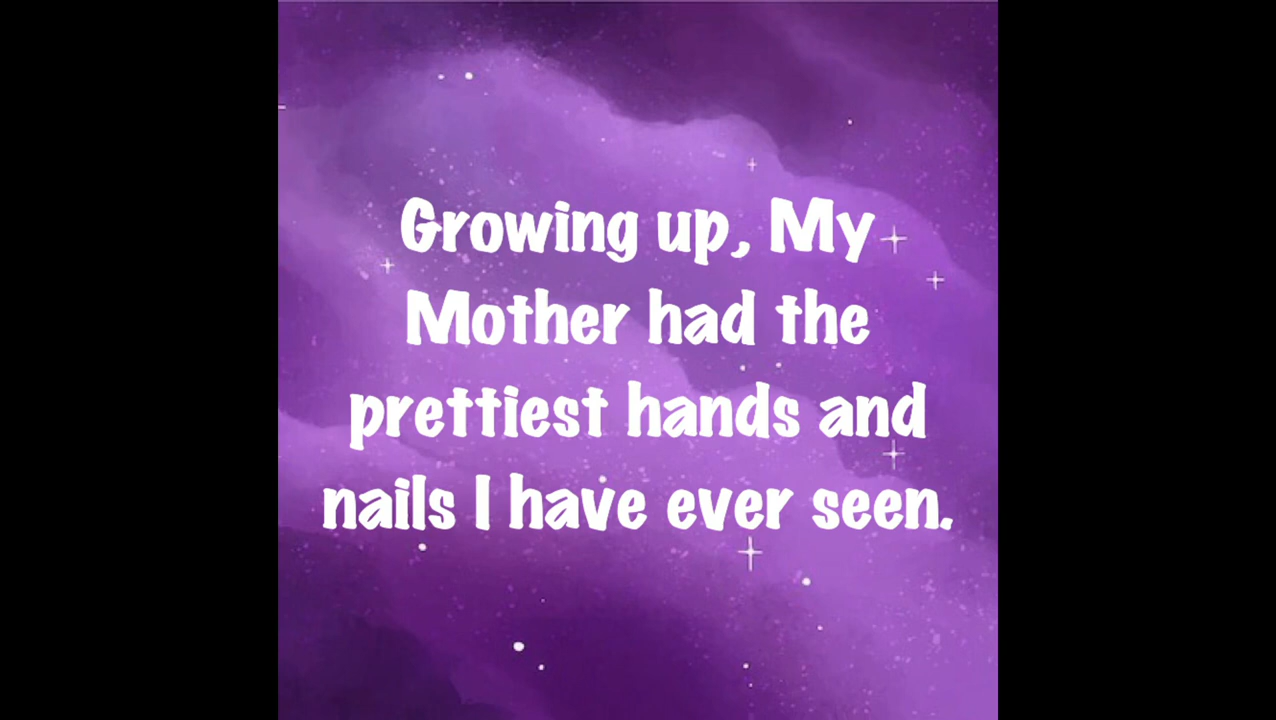 Growing up, My
Mother had the
prettiest hands and
nails I have ever seen.